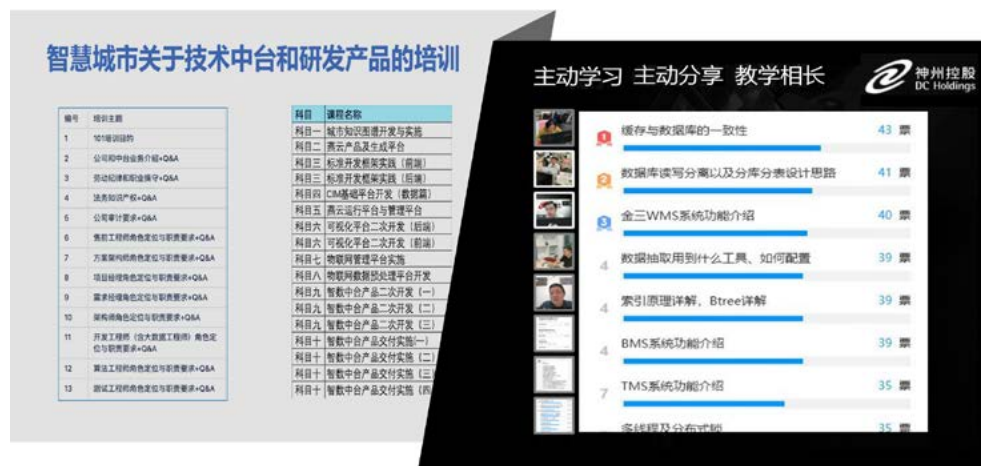 智慧城市关于技术中台和研发产品的培训
编号 培训主题
1 101培训目的
2 公司和中台业务介绍+Q&A
3 劳动纪律和职业操守+Q&A
4 法务知识产权+Q&A
5 公司审计要求+Q&A
6 售前工程师角色定位与职责要求+Q&A
7 方案架构师角色定位与职责要求+Q&A
8 项目经理角色定位与职责要求+Q&A
9 需求经理角色定位与职责要求+Q&A
10 架构师角色定位与职责要求+Q&A
11 开发工程师（含大数据工程师）角色定
位与职责要求+Q&A
12 算法工程师角色定位与职责要求+Q&A
13 测试工程师角色定位与职责要求+Q&A
科目 课程名称
科目一 城市知识图谱开发与实施
科目二 燕云产品及生成平台
科目三 标准开发框架实践（前端）
科目三 标准开发框架实践（后端）
科目四 CIM基础平台开发（数据篇）
科目五 燕云运行平台与管理平台
科目六 可视化平台二次开发（后端）
科目六 可视化平台二次开发（前端）
科目七 物联网管理平台实施
科目八 物联网数据预处理平台开发
科目九 智数中台产品二次开发（一）
科目九 智数中台产品二次开发（二）
科目九 智数中台产品二次开发（三）
科目十 智数中台产品交付实施(一)
科目十 智数中台产品交付实施（二）
科目十 智数中台产品交付实施（三）
科目十 智数中台产品交付实施（四
主动学习 主动分享 教学相长
神州控股
DC Holdings
1 缓存与数据库的一致性 43 票
2 数据库读写分离以及分库分表设计思路 41 票
3 金三WMS系统功能介绍 40 票
4 数据抽取用到什么工具、如何配置 39 票
4 索引原理详解，Btree详解 39 票
4 BMS系统功能介绍 39 票
7 TMS系统功能介绍 35 票
多线程及分布式锁 35 票